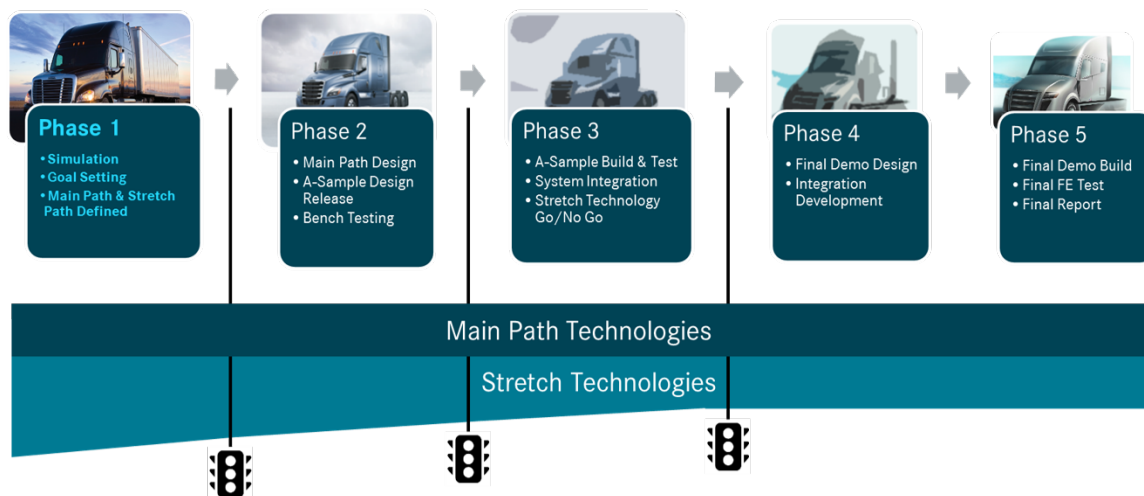 Phase 1
• Simulation
• Goal Setting
• Main Path & Stretch
Path Defined
Phase 2
• Main Path Design
• A-Sample Design
Release
• Bench Testing
Phase 3
• A-Sample Build & Test
• System Integration
• Stretch Technology
Go/No Go
Phase 4
• Final Demo Design
• Integration
Development
Phase 5
• Final Demo Build
• Final FE Test
• Final Report
Main Path Technologies
Stretch Technologies